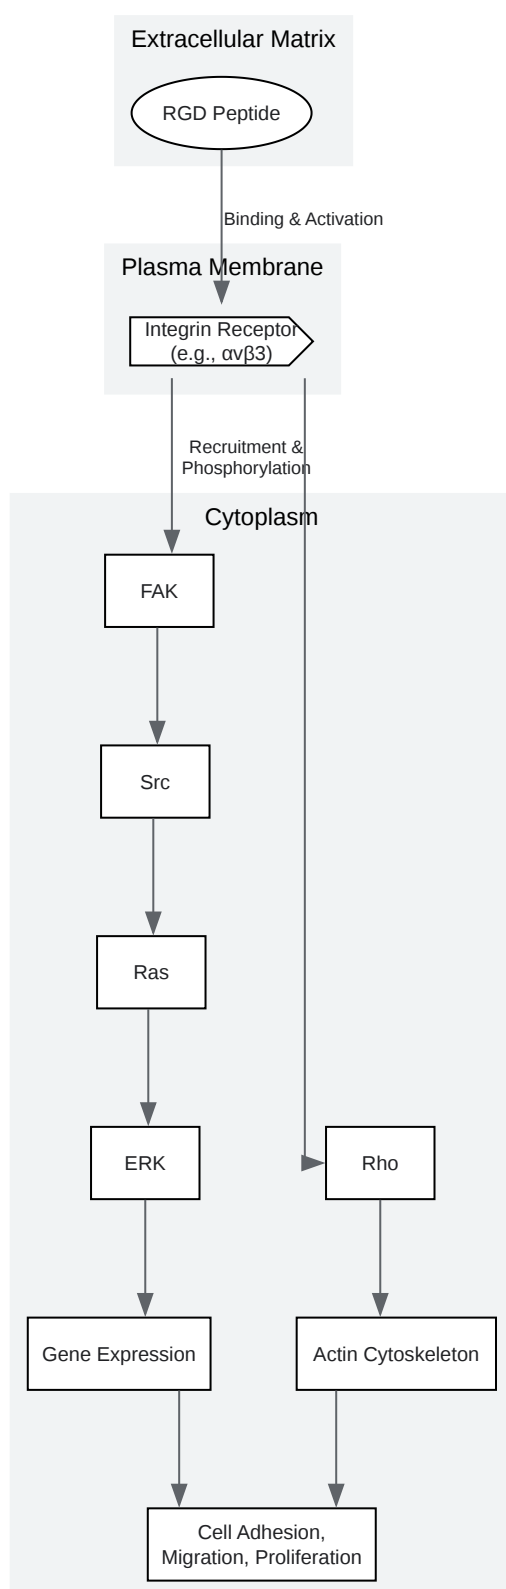 Extracellular Matrix
RGD Peptide
Binding & Activation
Plasma Membrane
Integrin Receptor
(e.g., αvβ3)
Recruitment &
Phosphorylation
Cytoplasm
FAK
Src
Ras
ERK
Rho
Gene Expression
Actin Cytoskeleton
Cell Adhesion,
Migration, Proliferation